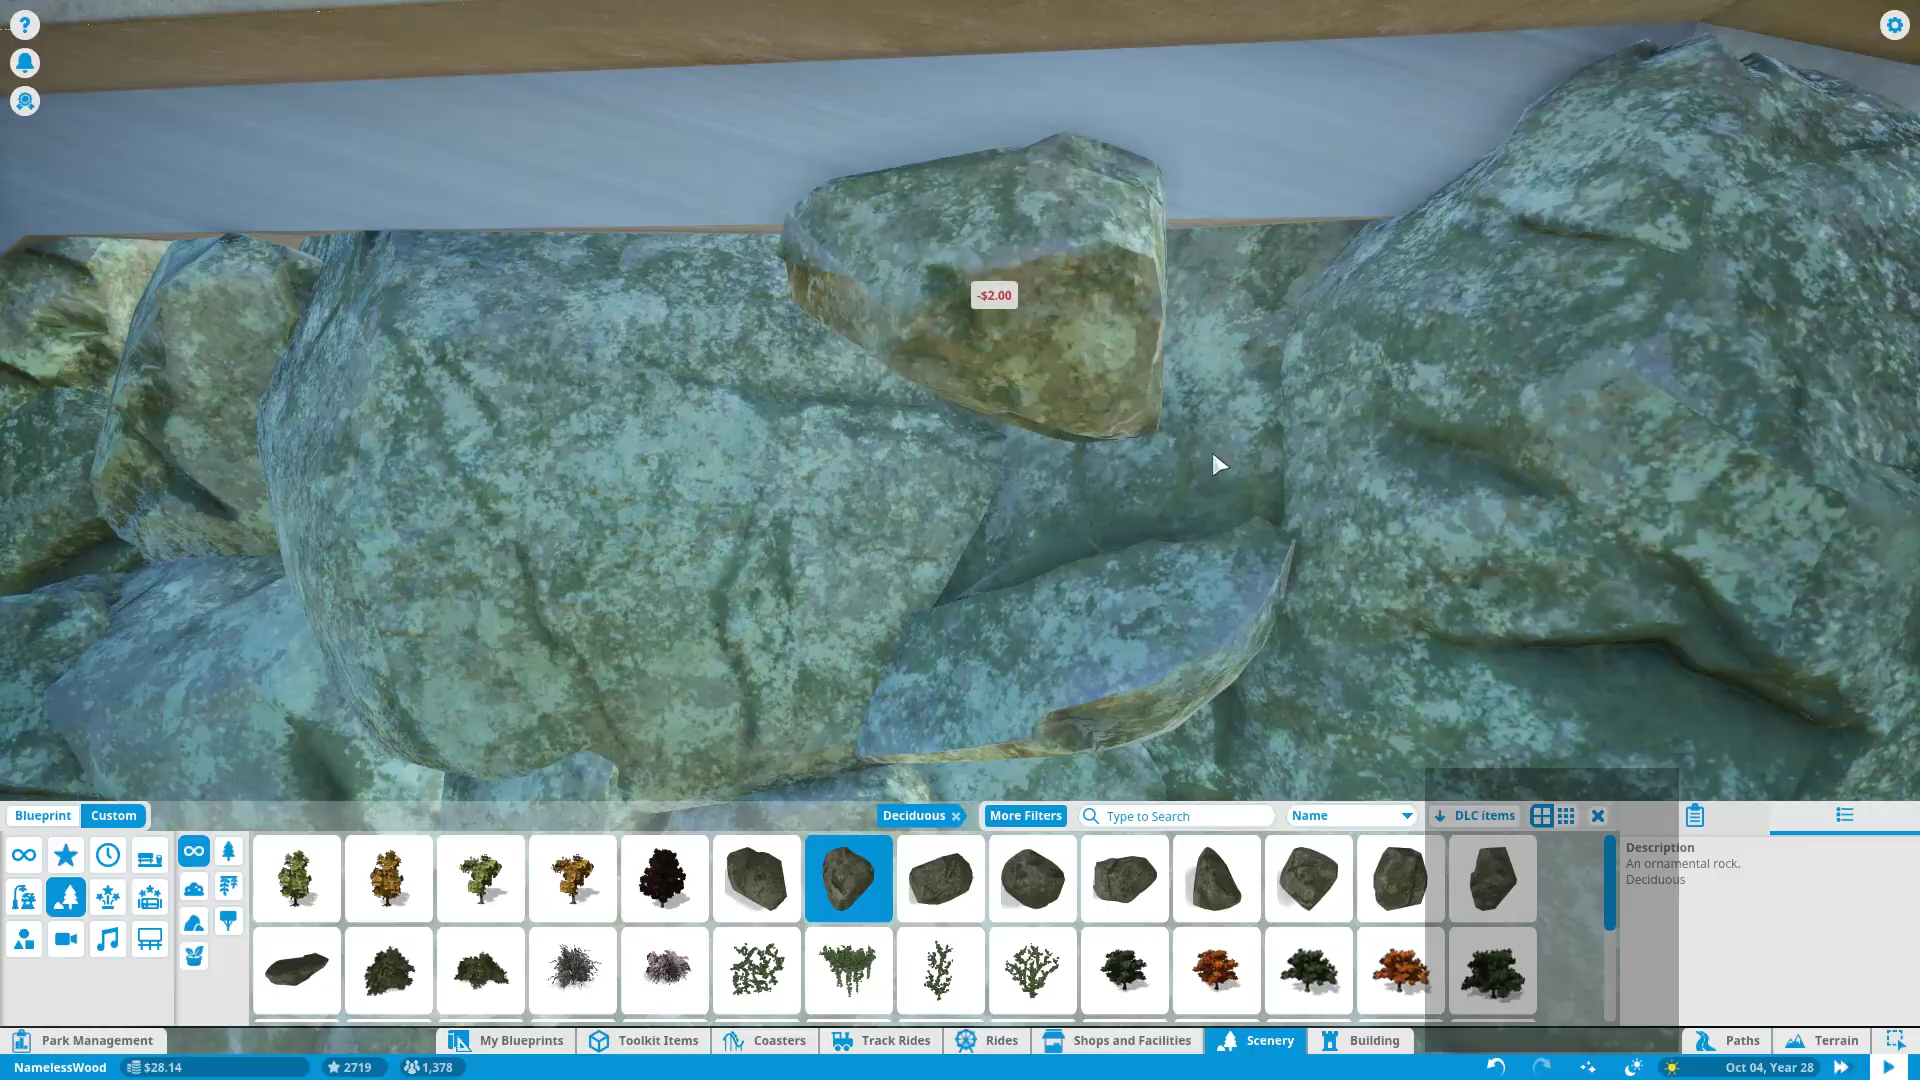 ?
-$2.00
Blueprint
Custom
Deciduous
More Filters
Type to Search
Name
DLC items
Description
An ornamental rock.
Deciduous
Park Management
My Blueprints
Toolkit Items
Coasters
Track Rides
Rides
Shops and Facilities
Scenery
Building
Paths
Terrain
NamelessWood
$28.14
2719
1,378
Oct 04, Year 28